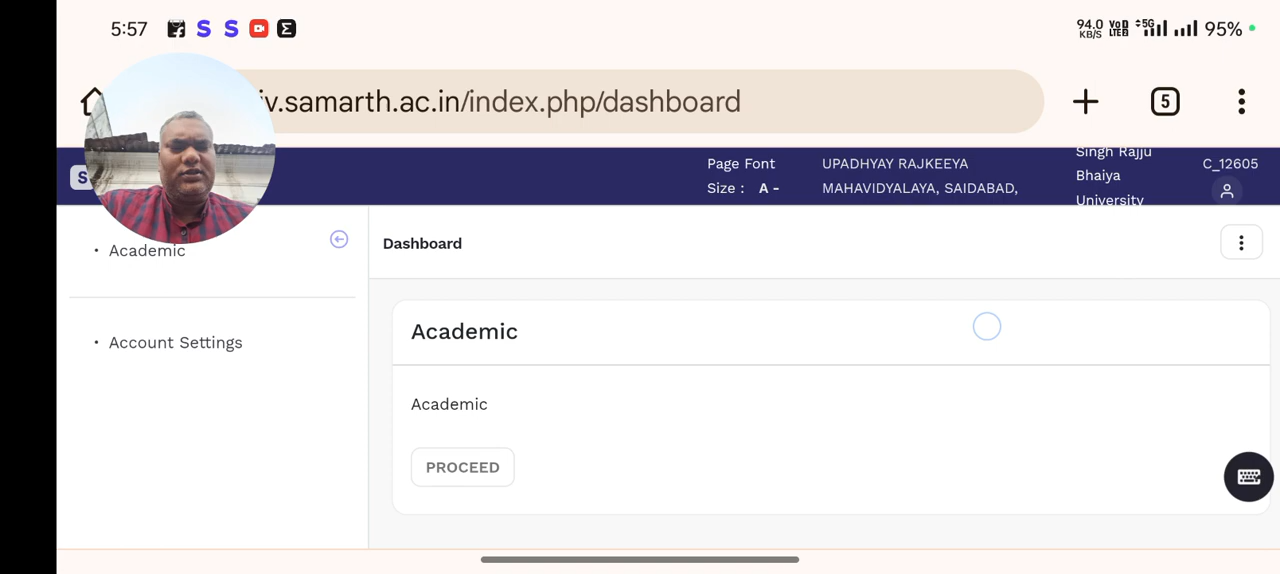 5:57
94.0 KB/S
5G
95%
iv.samarth.ac.in/index.php/dashboard
5
S
Page Font
Size : A -
UPADHYAY RAJKEEYA
MAHAVIDYALAYA, SAIDABAD,
Singh Rajju
Bhaiya
University
C_12605
Academic
Account Settings
Dashboard
Academic
Academic
PROCEED